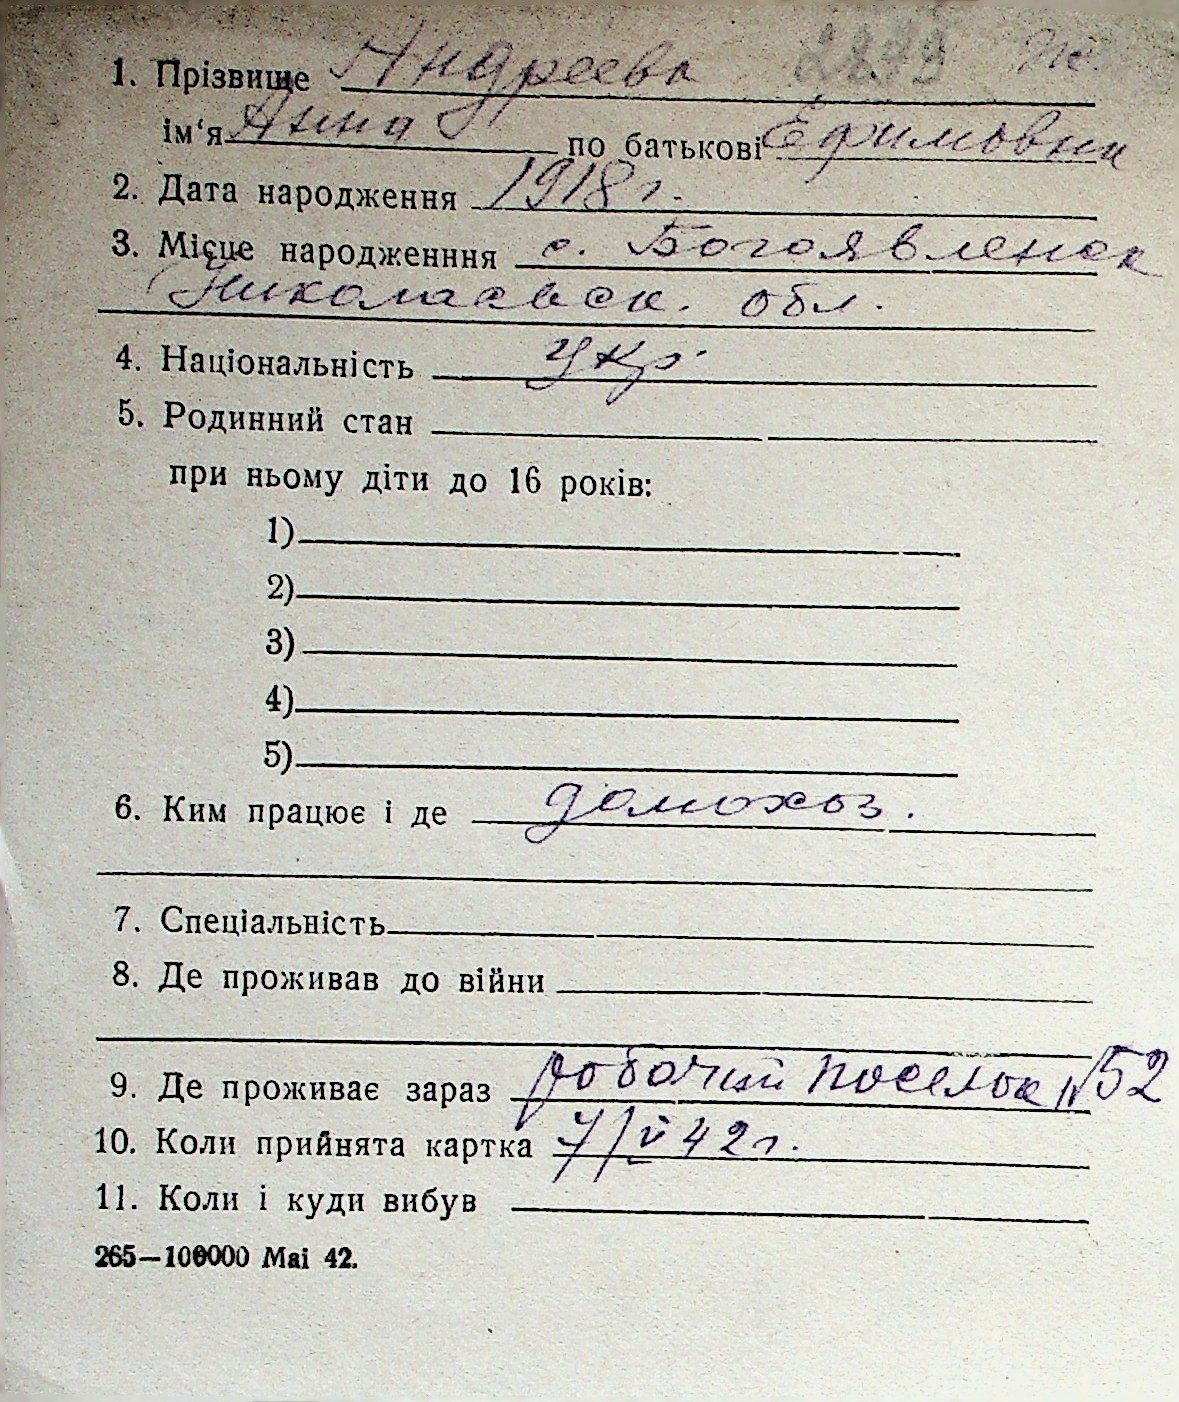 1. Прізвище Андреева 2879
ім‘я Анна по батькові Ефимовна
2. Дата народження 1918 г.
3. Місце народженння с. Богоявленск
Николаевск. обл.
4. Національність укр.
5. Родинний стан
при ньому діти до 16 років:
1)
2)
3)
4)
5)
6. Ким працює і де домохоз.
7. Спеціальність
8. Де проживав до війни
9. Де проживає зараз рабочий поселок № 52
10. Коли прийнята картка 7/V 42 г.
11. Коли і куди вибув
265—100000 Mai 42.